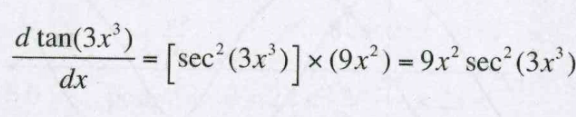 d tan(3x³)/dx = [sec²(3x³)] × (9x²) = 9x² sec²(3x³)